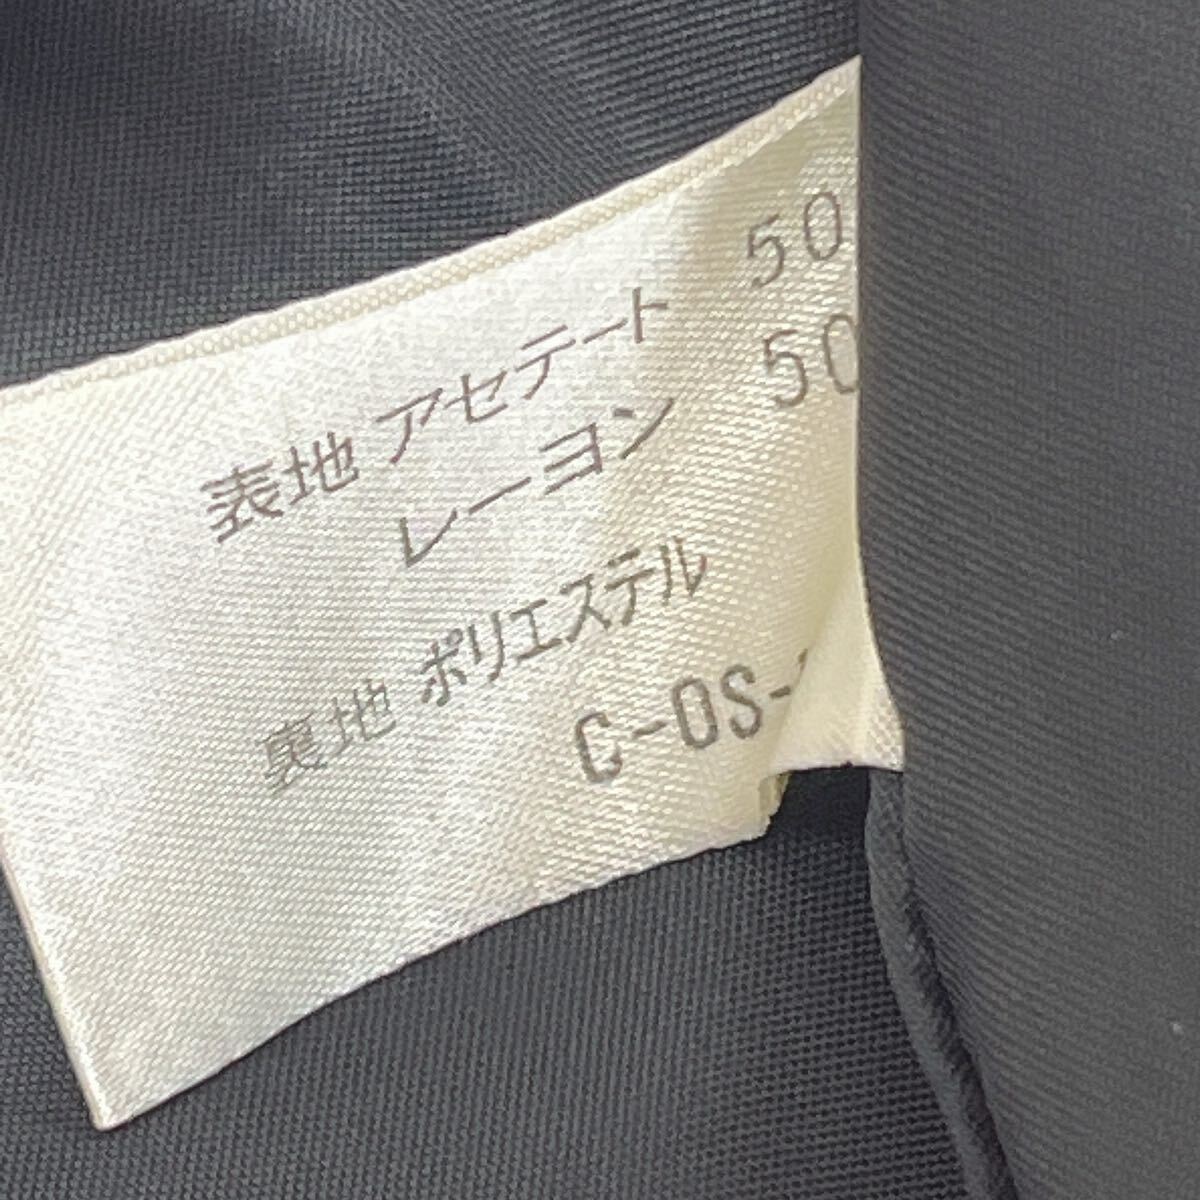 表地 アセテート 50
レーヨン 50
裏地 ポリエステル
C-OS-